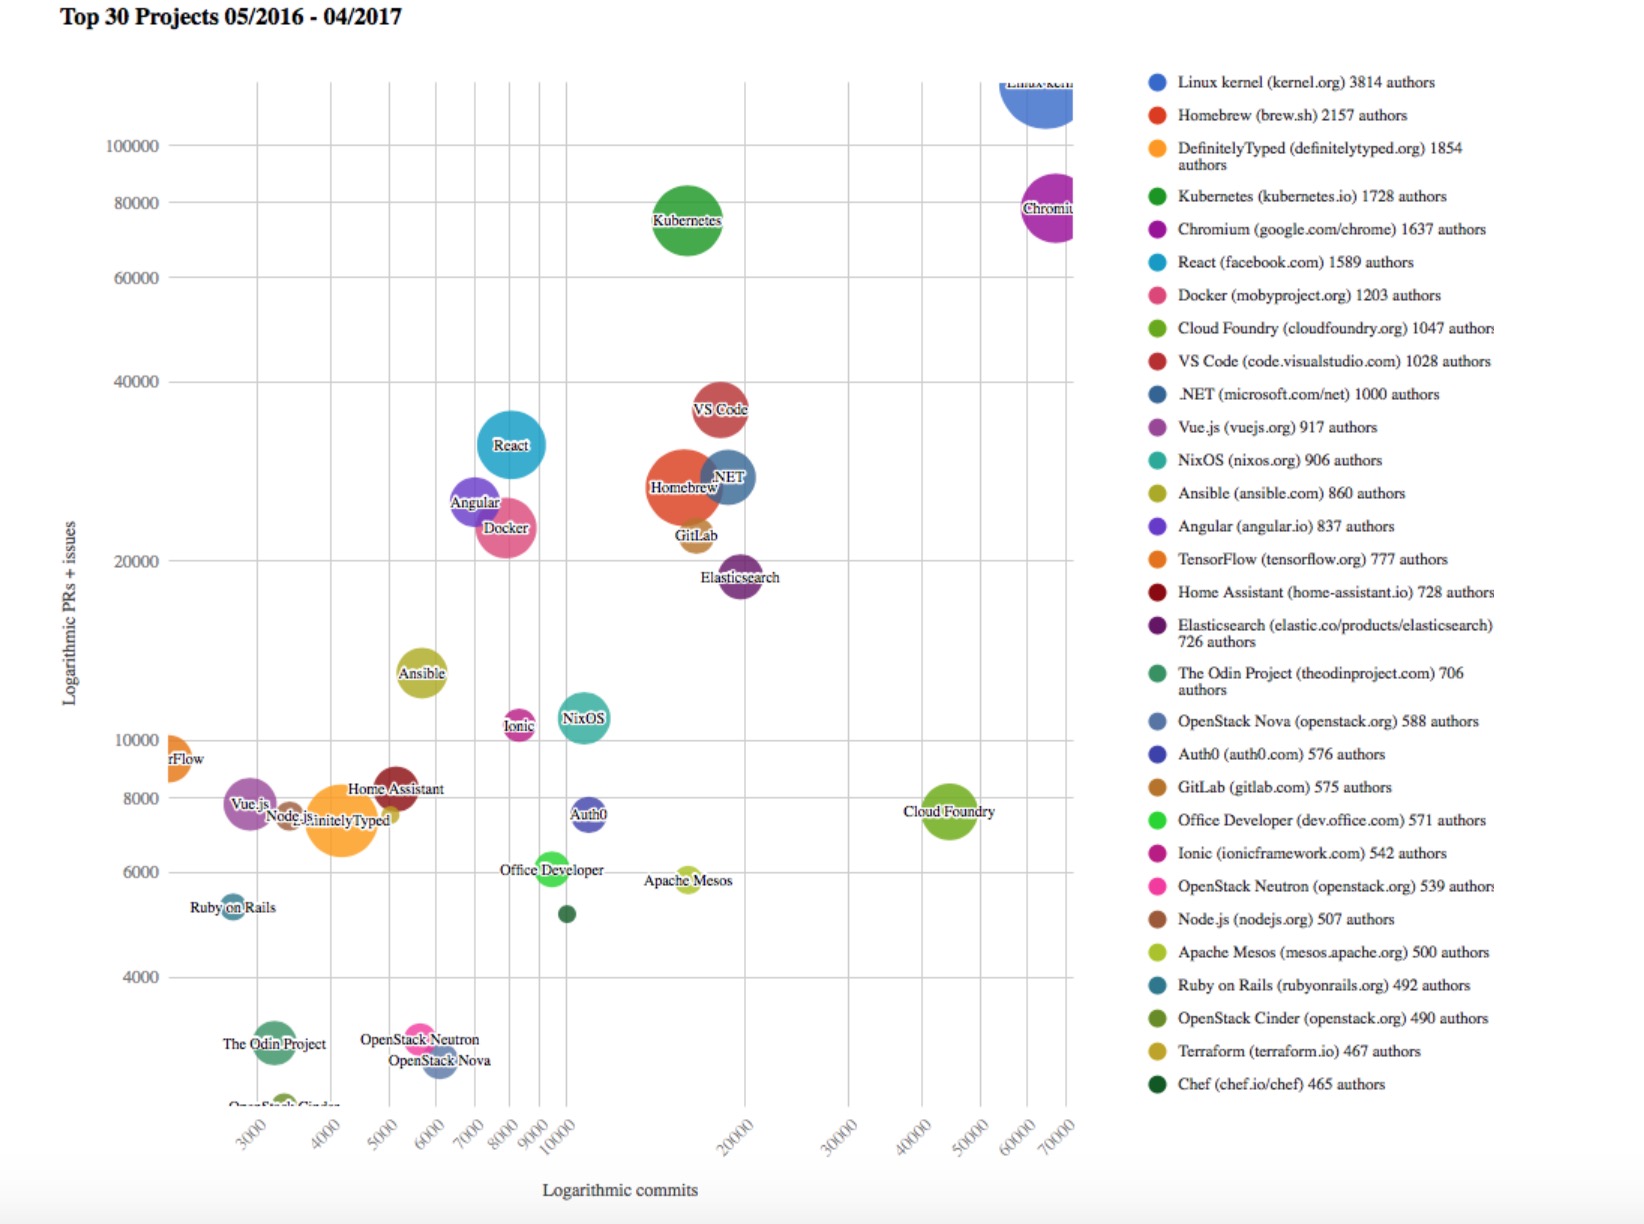 Top 30 Projects 05/2016 - 04/2017
100000
80000
60000
40000
20000
10000
8000
6000
4000
Logarithmic PRs + issues
Chromiu
Kubernetes
VS Code
React
.NET
Homebrew
Angular
Docker
GitLab
Elasticsearch
Ansible
NixOS
Ionic
rFlow
Home Assistant
Vue.js
Node.js
finitelyTyped
Auth0
Cloud Foundry
Office Developer
Apache Mesos
Ruby on Rails
The Odin Project
OpenStack Neutron
OpenStack Nova
OpenStack Cinder
3000
4000
5000
6000
7000
8000
9000
10000
20000
30000
40000
50000
60000
70000
Logarithmic commits
Linux kernel (kernel.org) 3814 authors
Homebrew (brew.sh) 2157 authors
DefinitelyTyped (definitelytyped.org) 1854
authors
Kubernetes (kubernetes.io) 1728 authors
Chromium (google.com/chrome) 1637 authors
React (facebook.com) 1589 authors
Docker (mobyproject.org) 1203 authors
Cloud Foundry (cloudfoundry.org) 1047 authors
VS Code (code.visualstudio.com) 1028 authors
.NET (microsoft.com/net) 1000 authors
Vue.js (vuejs.org) 917 authors
NixOS (nixos.org) 906 authors
Ansible (ansible.com) 860 authors
Angular (angular.io) 837 authors
TensorFlow (tensorflow.org) 777 authors
Home Assistant (home-assistant.io) 728 authors
Elasticsearch (elastic.co/products/elasticsearch)
726 authors
The Odin Project (theodinproject.com) 706
authors
OpenStack Nova (openstack.org) 588 authors
Auth0 (auth0.com) 576 authors
GitLab (gitlab.com) 575 authors
Office Developer (dev.office.com) 571 authors
Ionic (ionicframework.com) 542 authors
OpenStack Neutron (openstack.org) 539 authors
Node.js (nodejs.org) 507 authors
Apache Mesos (mesos.apache.org) 500 authors
Ruby on Rails (rubyonrails.org) 492 authors
OpenStack Cinder (openstack.org) 490 authors
Terraform (terraform.io) 467 authors
Chef (chef.io/chef) 465 authors